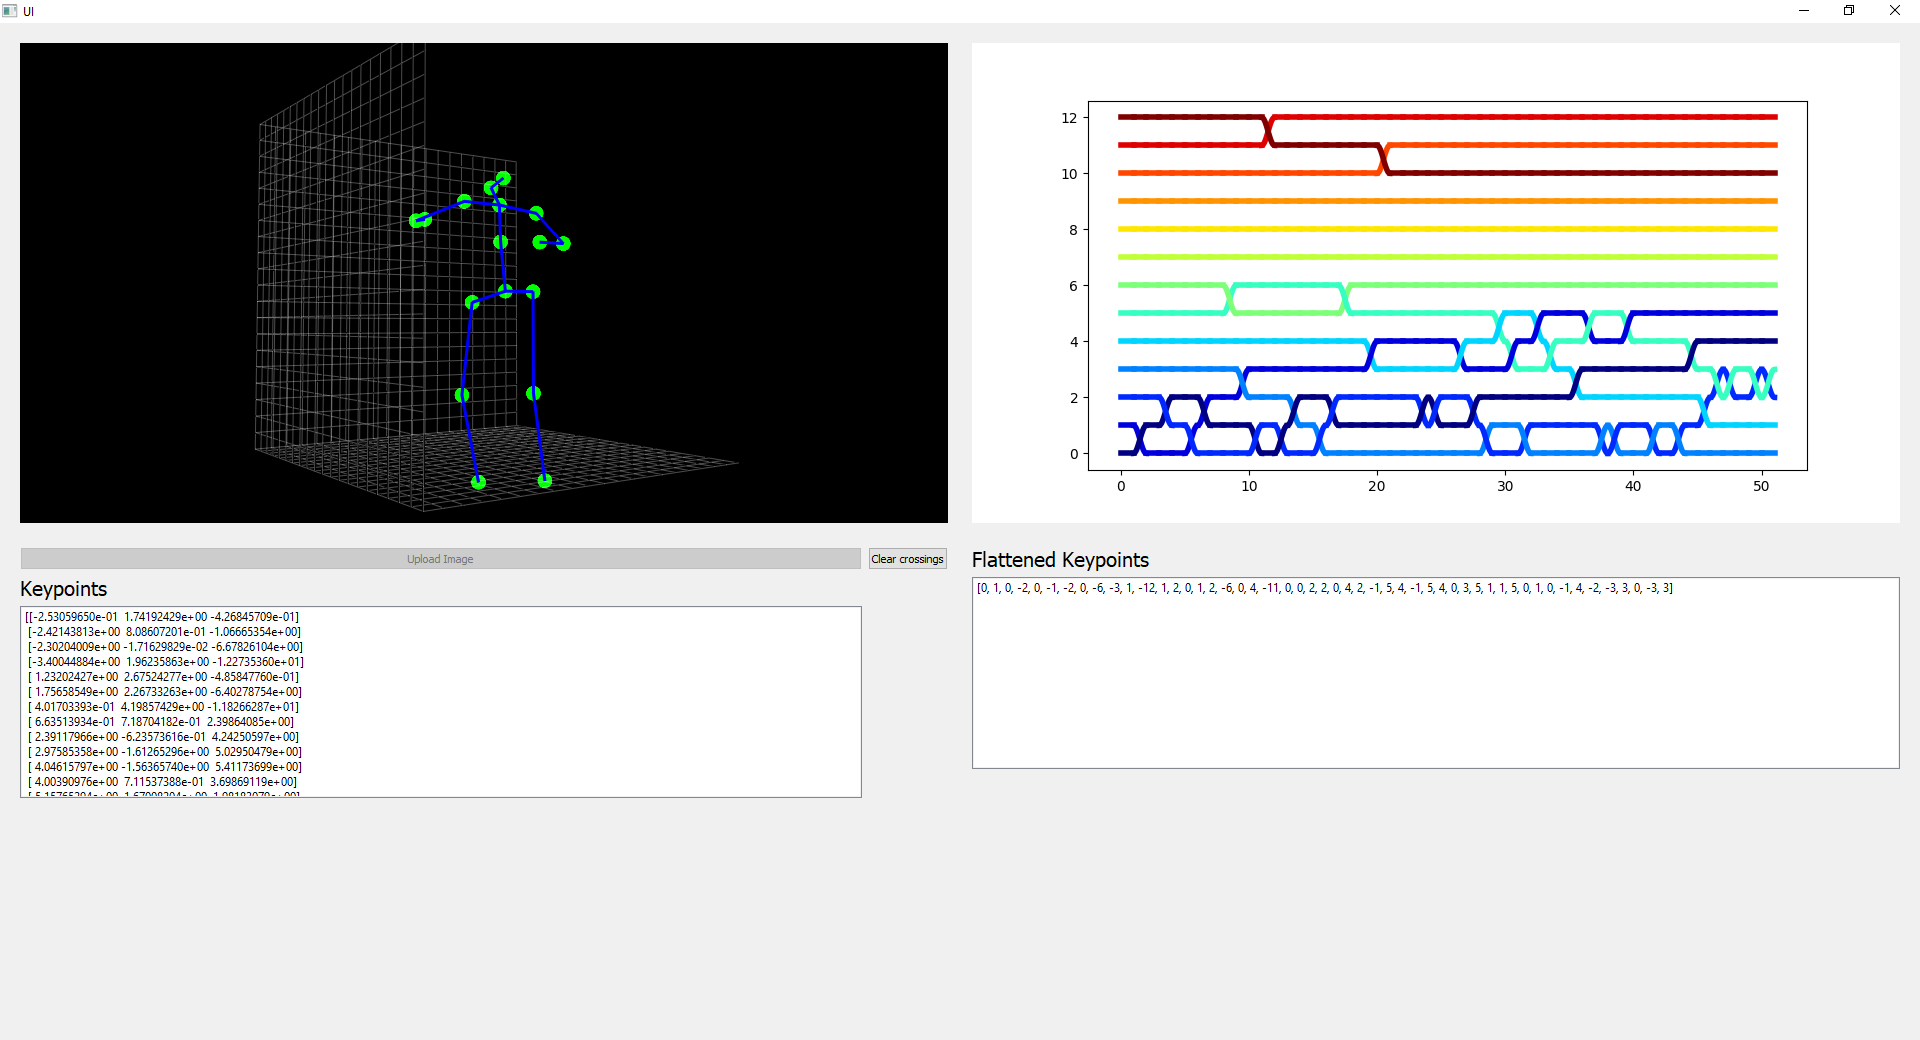 UI
12
10
8
6
4
2
0
0 10 20 30 40 50
Upload Image
Clear crossings
Keypoints
[[-2.53059650e-01 1.74192429e+00 -4.26845709e-01]
[-2.42143813e+00 8.08607201e-01 -1.06665354e+00]
[-2.30204009e+00 -1.71629829e-02 -6.67826104e+00]
[-3.40044884e+00 1.96235863e+00 -1.22735360e+01]
[ 1.23202427e+00 2.67524277e+00 -4.85847760e-01]
[ 1.75658549e+00 2.26733263e+00 -6.40278754e+00]
[ 4.01703393e-01 4.19857429e+00 -1.18266287e+01]
[ 6.63513934e-01 7.18704182e-01 2.39864085e+00]
[ 2.39117966e+00 -6.23573616e-01 4.24250597e+00]
[ 2.97585358e+00 -1.61265296e+00 5.02950479e+00]
[ 4.04615797e+00 -1.56365740e+00 5.41173699e+00]
[ 4.00390976e+00 7.11537388e-01 3.69869119e+00]
Flattened Keypoints
[0, 1, 0, -2, 0, -1, -2, 0, -6, -3, 1, -12, 1, 2, 0, 1, 2, -6, 0, 4, -11, 0, 0, 2, 2, 0, 4, 2, -1, 5, 4, -1, 5, 4, 0, 3, 5, 1, 1, 5, 0, 1, 0, -1, 4, -2, -3, 3, 0, -3, 3]